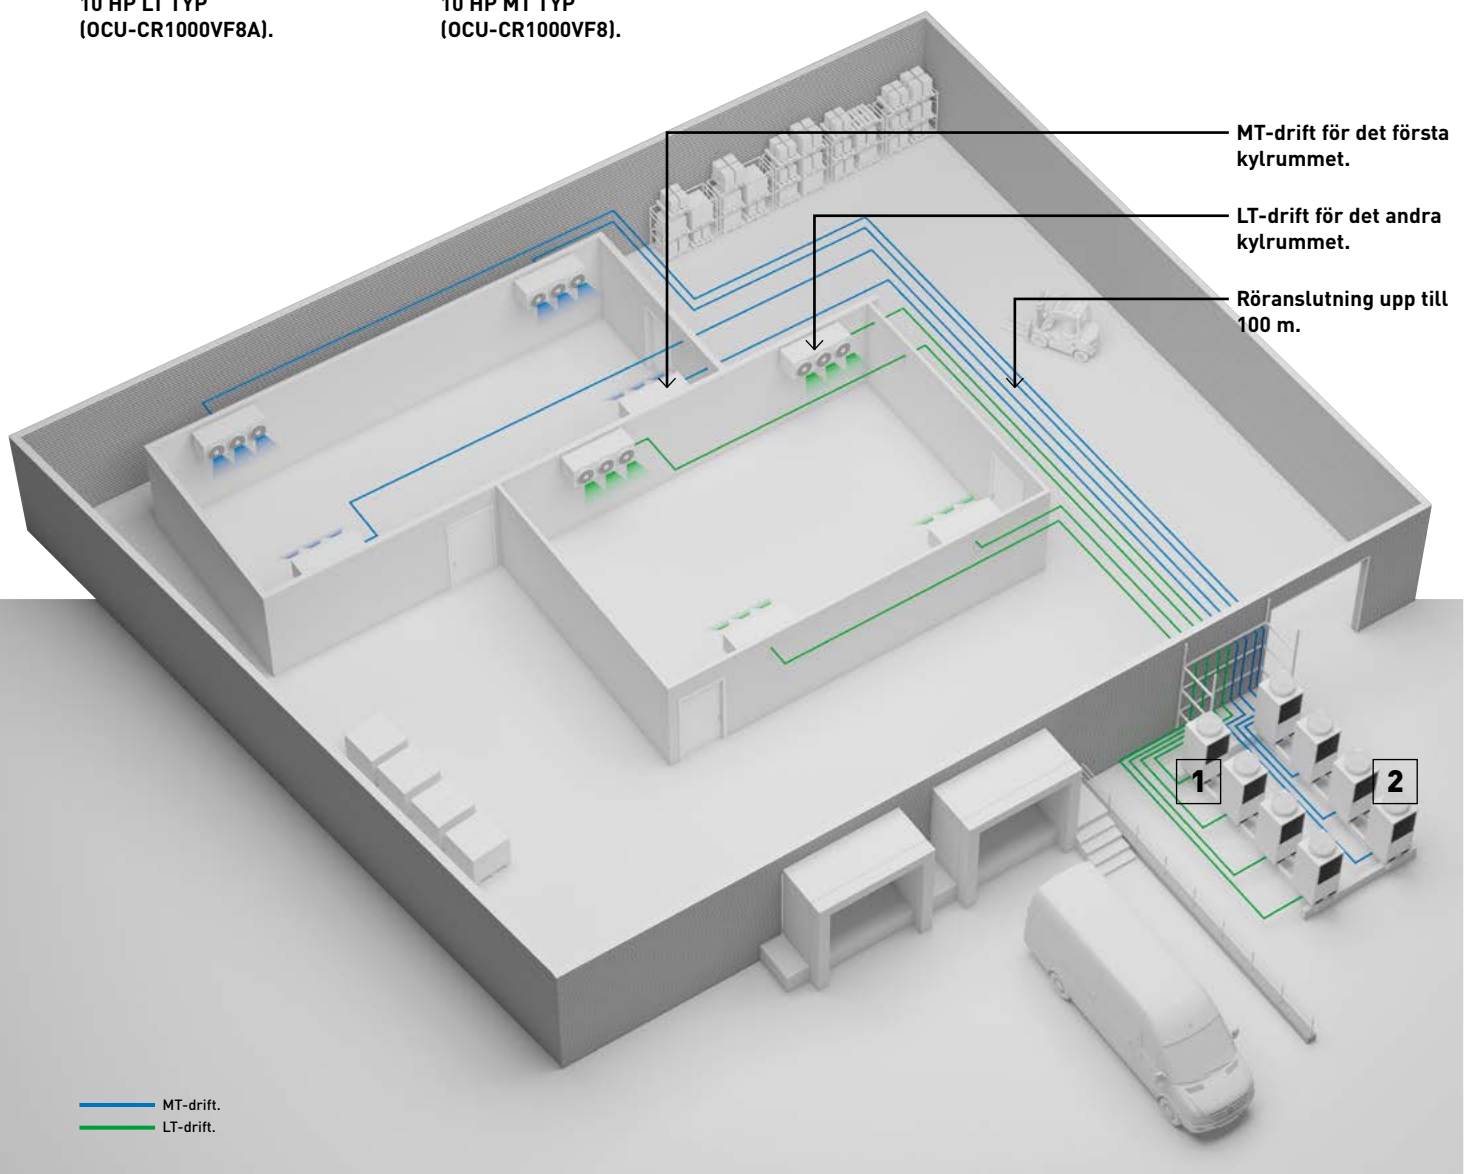 10 HP LT TYP
(OCU-CR1000VF8A).
10 HP MT TYP
(OCU-CR1000VF8).
MT-drift för det första
kylrummet.
LT-drift för det andra
kylrummet.
Röranslutning upp till
100 m.
1
2
MT-drift.
LT-drift.